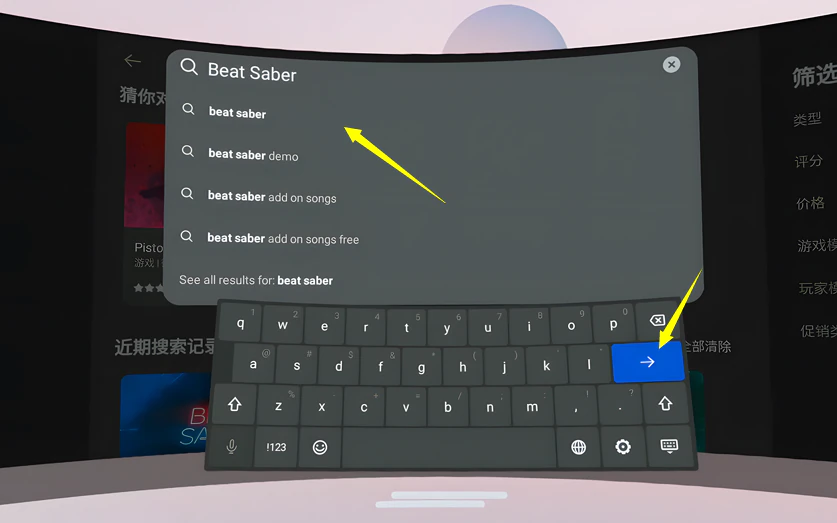 Beat Saber
beat saber
beat saber demo
beat saber add on songs
beat saber add on songs free
See all results for: beat saber
猜你对
Pisto
游戏
近期搜索记录
全部清除
筛选
类型
评分
价格
游戏模
玩家模
促销类
q 1 w 2 e 3 r 4 t 5 y 6 u 7 i 8 o 9 p 0
a @ s # d $ f & g * h ( j ) k ' l "
z % x - c + v = b / n ; m : , ! . ?
!123